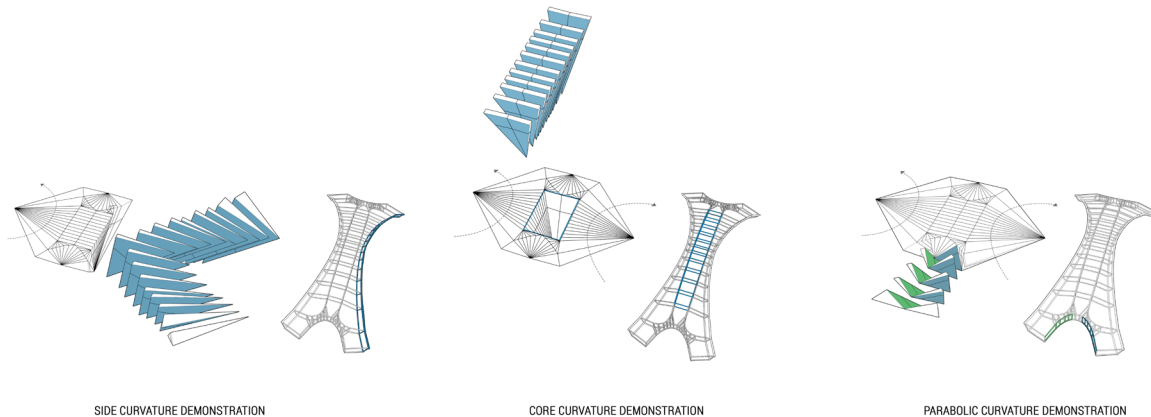 SIDE CURVATURE DEMONSTRATION
CORE CURVATURE DEMONSTRATION
PARABOLIC CURVATURE DEMONSTRATION